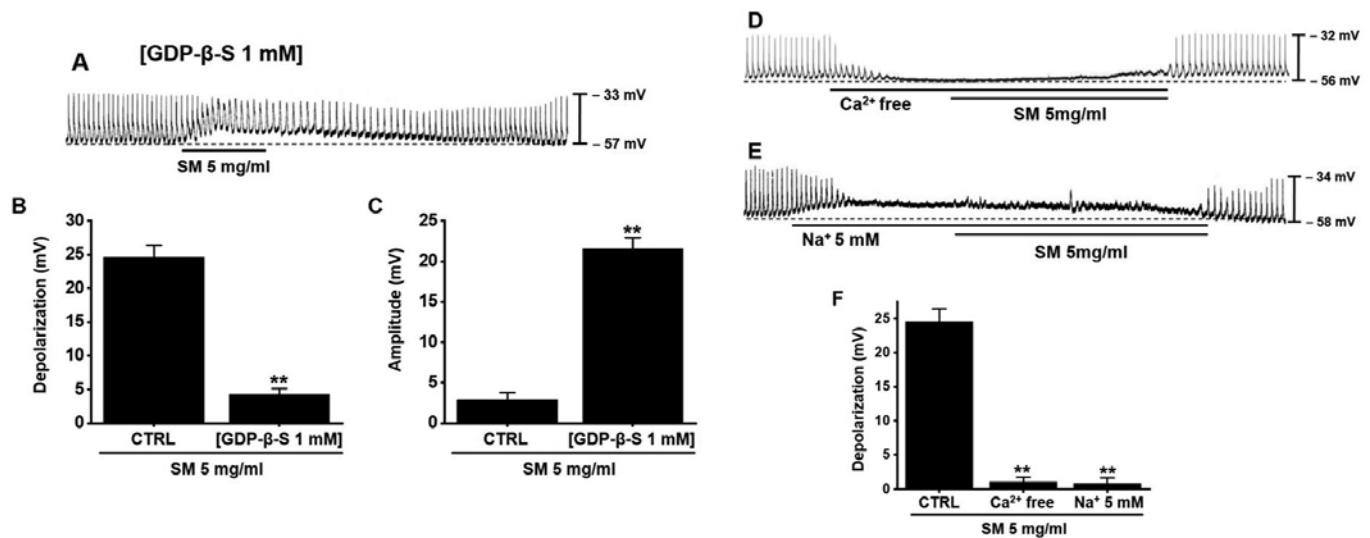 A [GDP-β-S 1 mM]
– 33 mV
– 57 mV
SM 5 mg/ml
B
Depolarization (mV)
30
25
20
15
10
5
0
**
CTRL [GDP-β-S 1 mM]
SM 5 mg/ml
C
Amplitude (mV)
25
20
15
10
5
0
**
CTRL [GDP-β-S 1 mM]
SM 5 mg/ml
D
– 32 mV
– 56 mV
Ca²⁺ free
SM 5mg/ml
E
– 34 mV
– 58 mV
Na⁺ 5 mM
SM 5mg/ml
F
Depolarization (mV)
25
20
15
10
5
0
** **
CTRL Ca²⁺ free Na⁺ 5 mM
SM 5 mg/ml